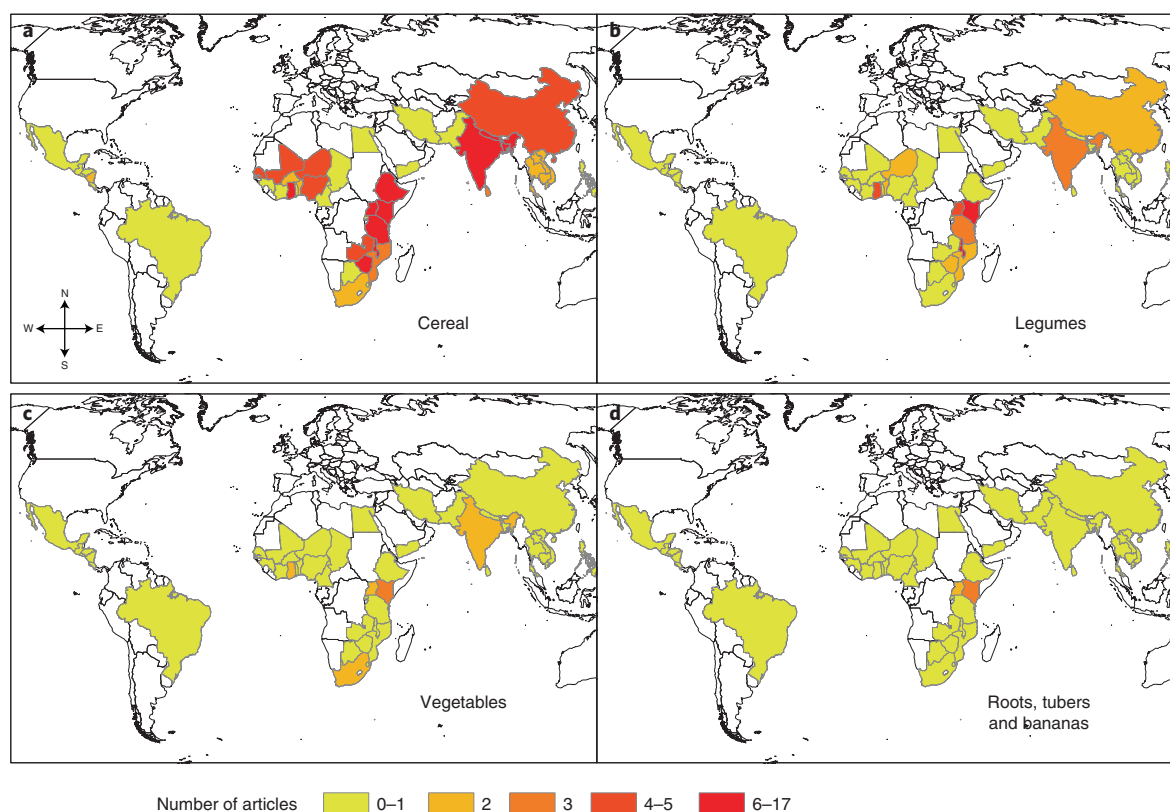 a
N
W E
S
Cereal
b
Legumes
c
Vegetables
d
Roots, tubers
and bananas
Number of articles 0–1 2 3 4–5 6–17